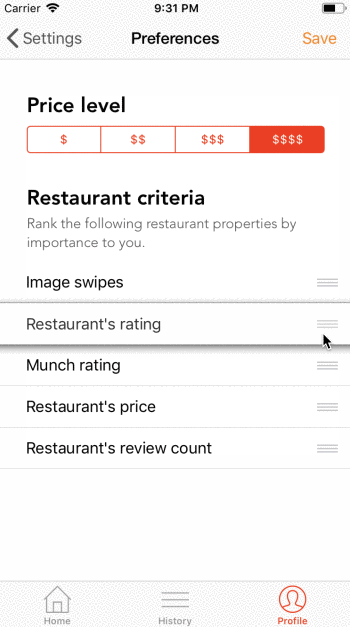 Carrier 9:31 PM
Settings Preferences Save
Price level
$ $$ $$$ $$$$
Restaurant criteria
Rank the following restaurant properties by
importance to you.
Image swipes
Restaurant's rating
Munch rating
Restaurant's price
Restaurant's review count
Home History Profile